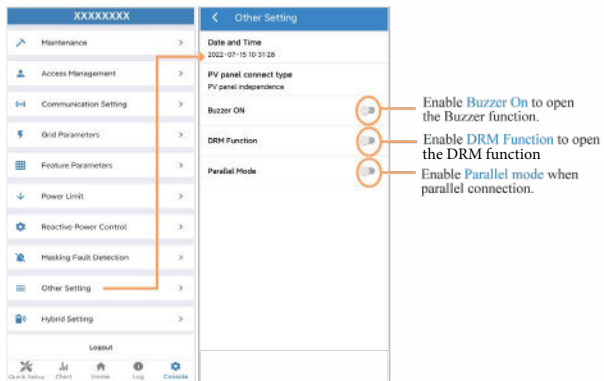 XXXXXXXX
Maintenance
Access Management
Communication Setting
Grid Parameters
Feature Parameters
Power Limit
Reactive Power Control
Masking Fault Detection
Other Setting
Hybrid Setting
Logout
Quick Setup
Chart
Home
Log
Console
Other Setting
Date and Time
2022-07-15 10:31:28
PV panel connect type
PV panel independence
Buzzer ON
DRM Function
Parallel Mode
Enable Buzzer On to open
the Buzzer function.
Enable DRM Function to open
the DRM function
Enable Parallel mode when
parallel connection.